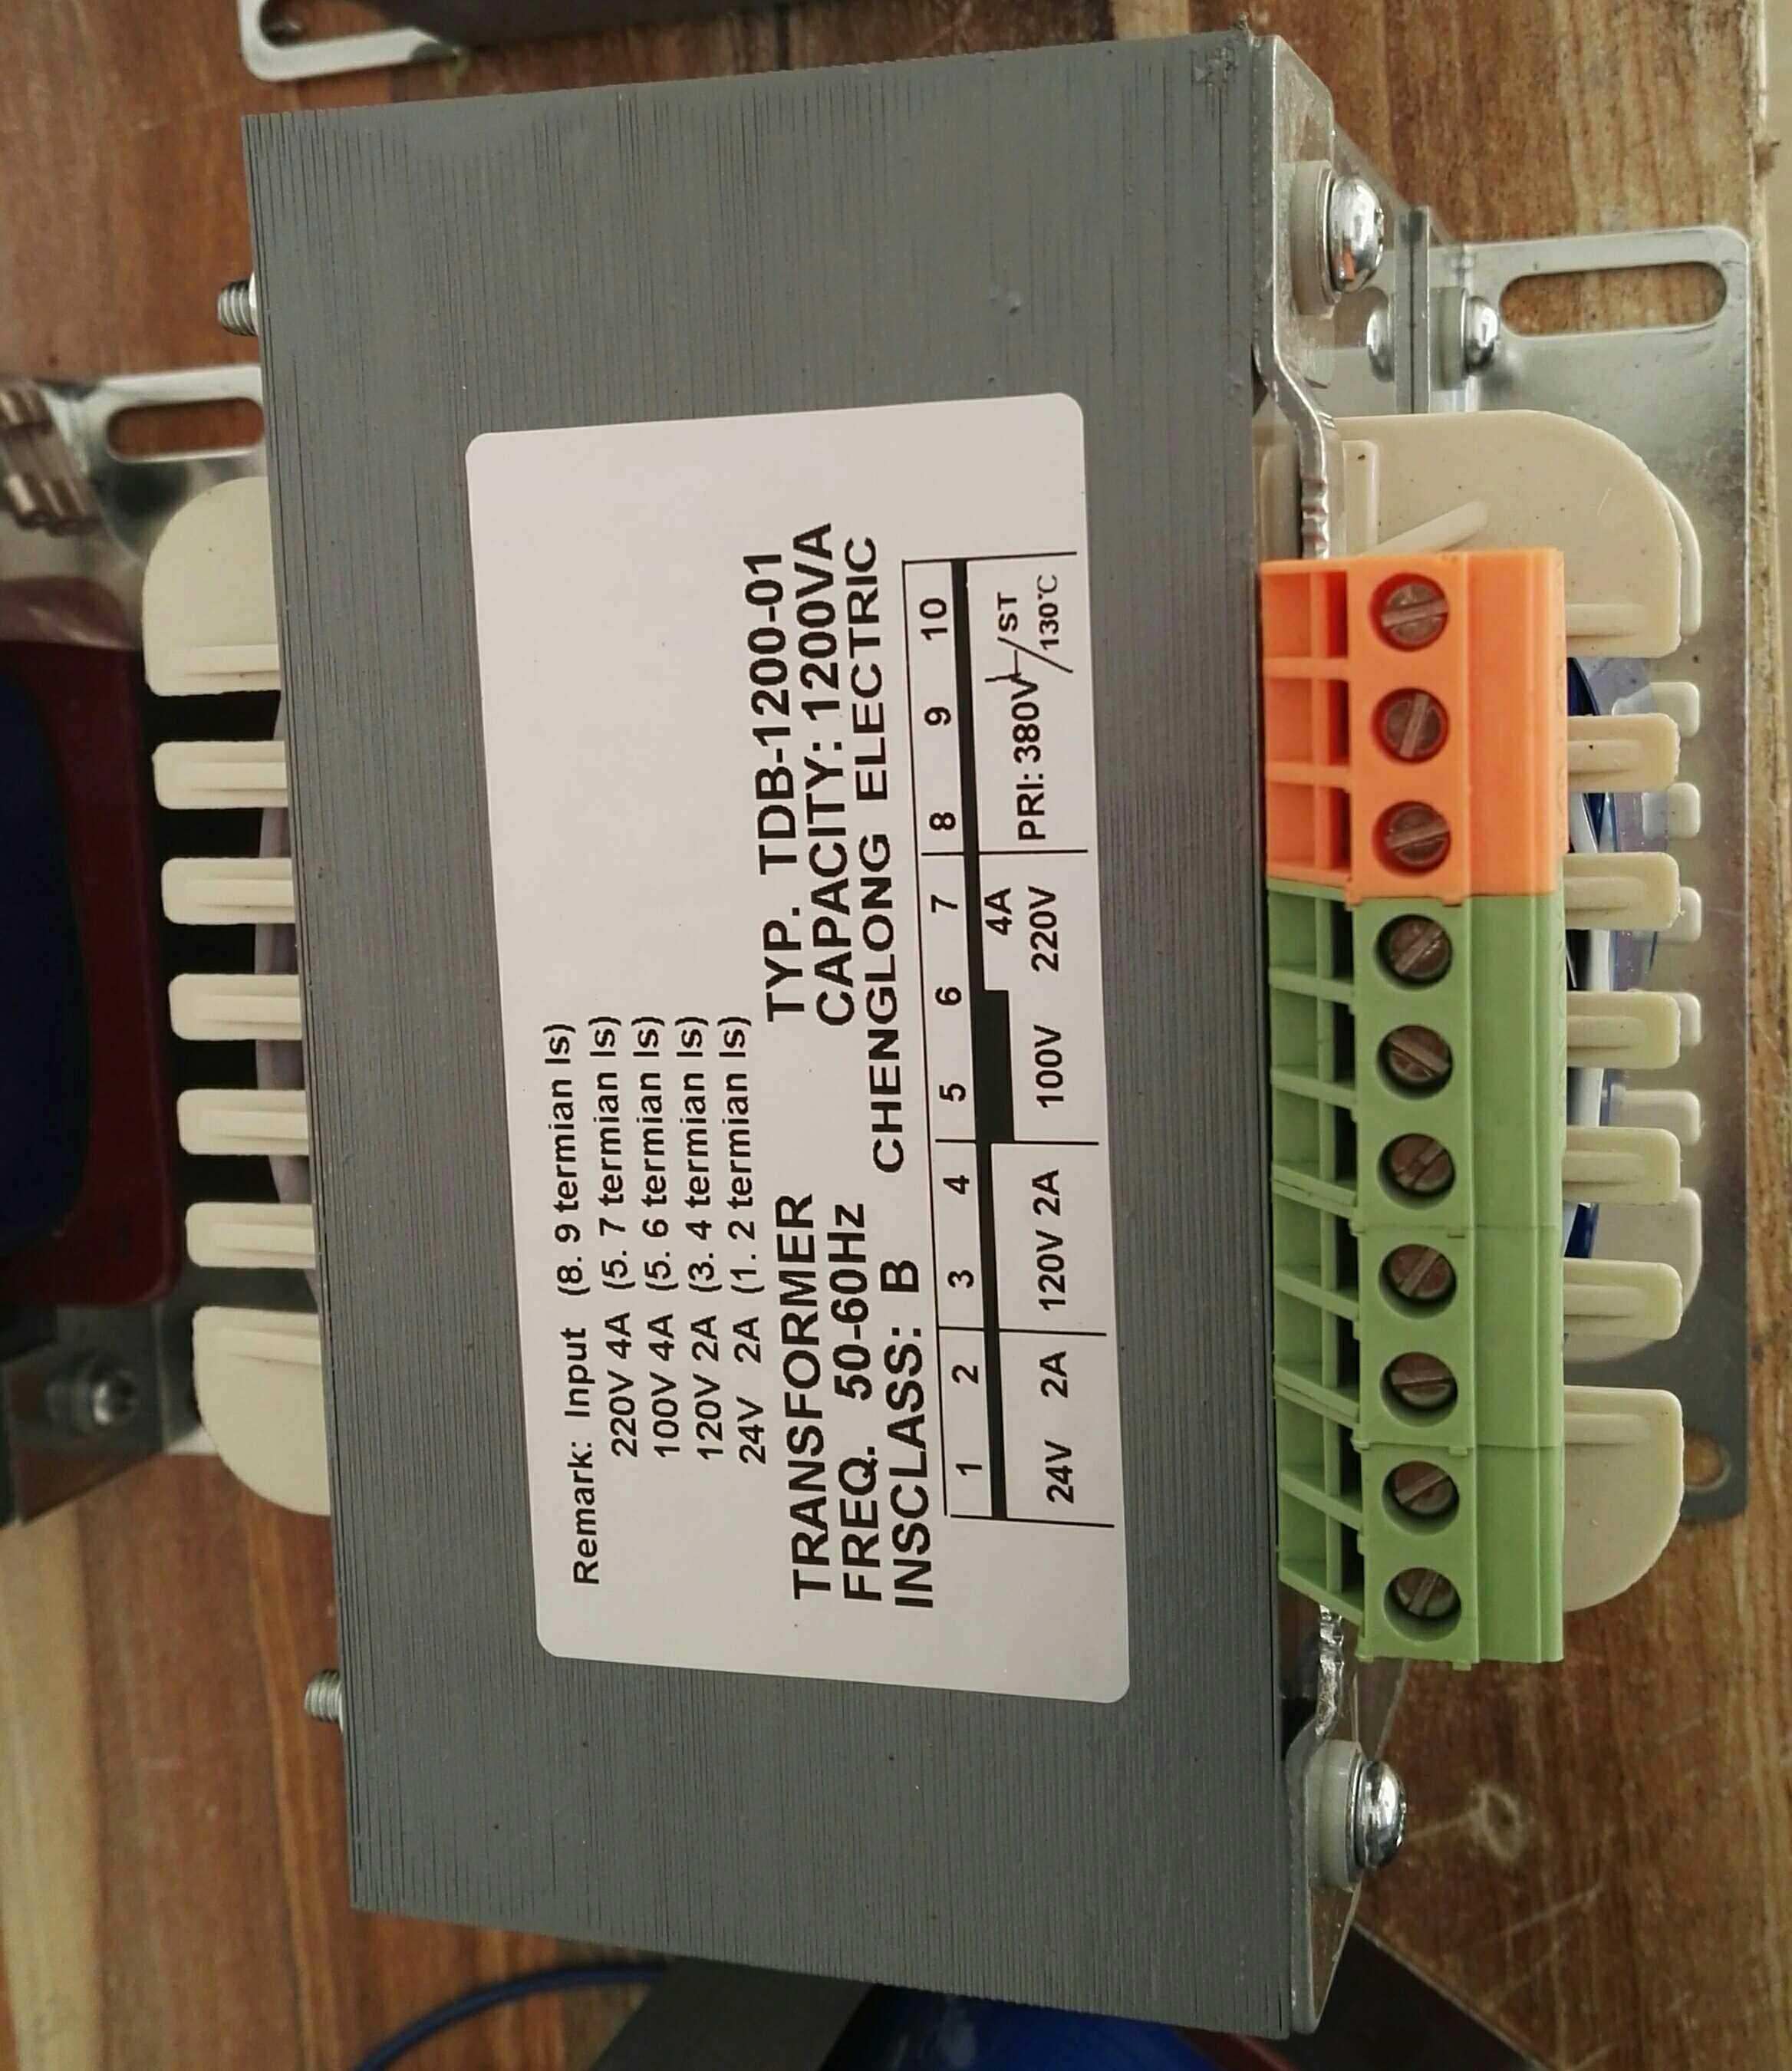 Remark: Input (8. 9 termian ls)
220V 4A (5. 7 termian ls)
100V 4A (5. 6 termian ls)
120V 2A (3. 4 termian ls)
24V 2A (1. 2 termian ls)
TRANSFORMER TYP. TDB-1200-01
FREQ. 50-60Hz CAPACITY: 1200VA
INSCLASS: B CHENGLONG ELECTRIC
1 2 3 4 5 6 7 8 9 10
4A
24V 2A 120V 2A 100V 220V PRI: 380V /ST
/130℃